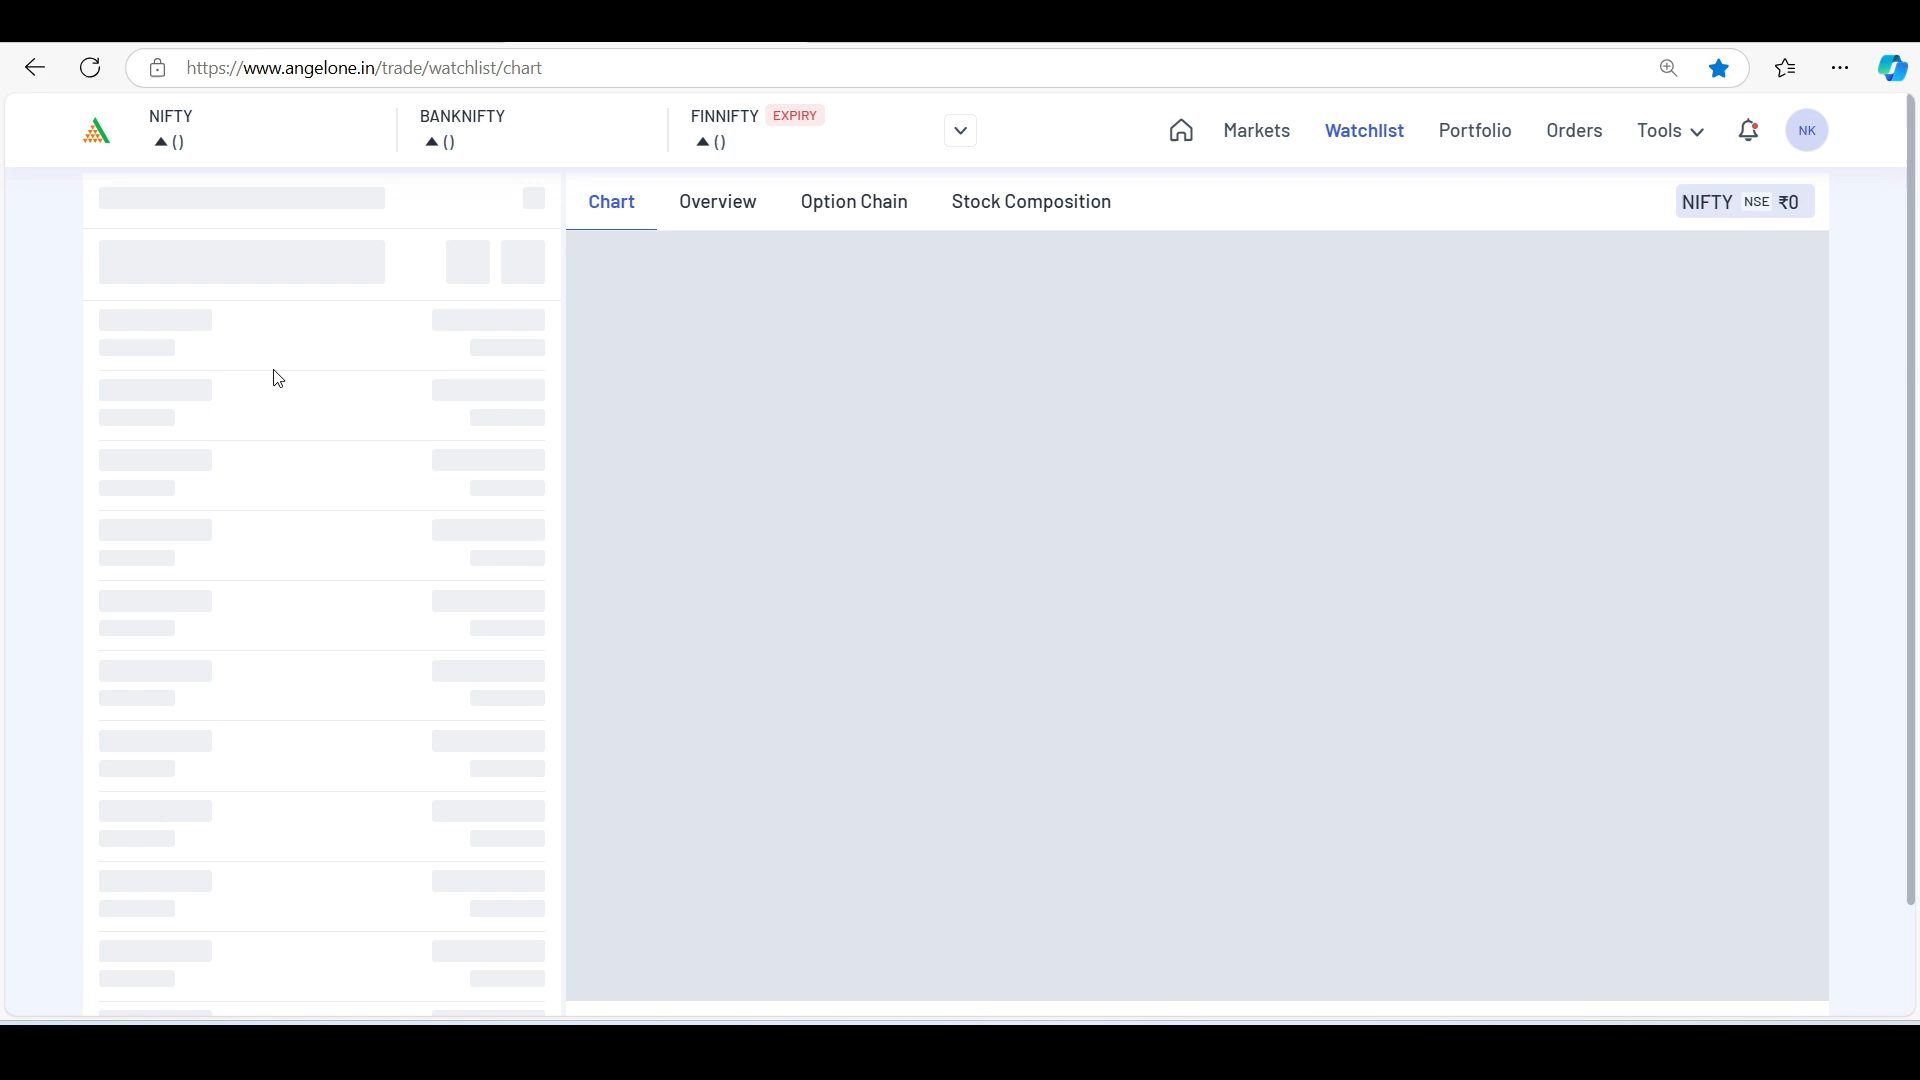 https://www.angelone.in/trade/watchlist/chart
NIFTY
▲ ()
BANKNIFTY
▲ ()
FINNIFTY EXPIRY
▲ ()
Markets Watchlist Portfolio Orders Tools NK
Chart Overview Option Chain Stock Composition NIFTY NSE ₹0